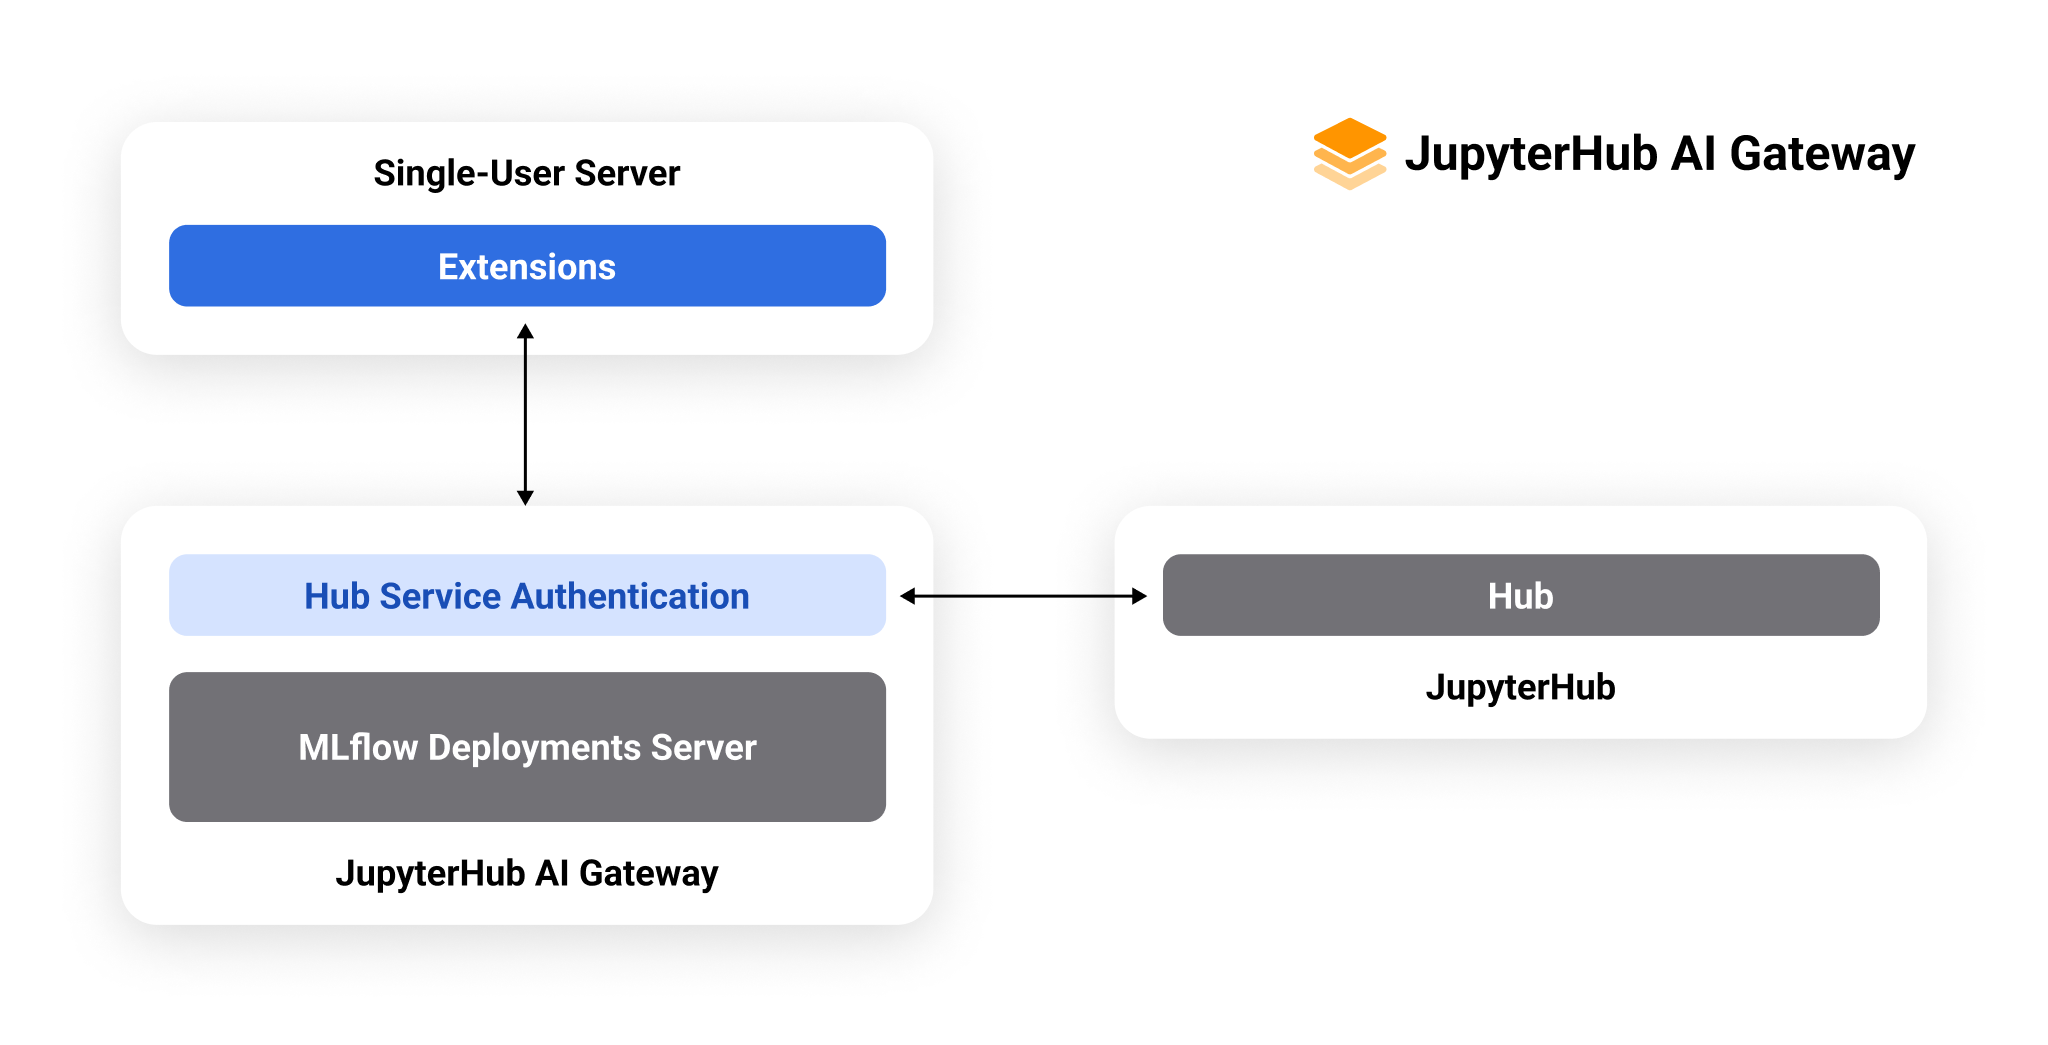 Single-User Server
Extensions
JupyterHub AI Gateway
Hub Service Authentication
MLflow Deployments Server
JupyterHub AI Gateway
Hub
JupyterHub